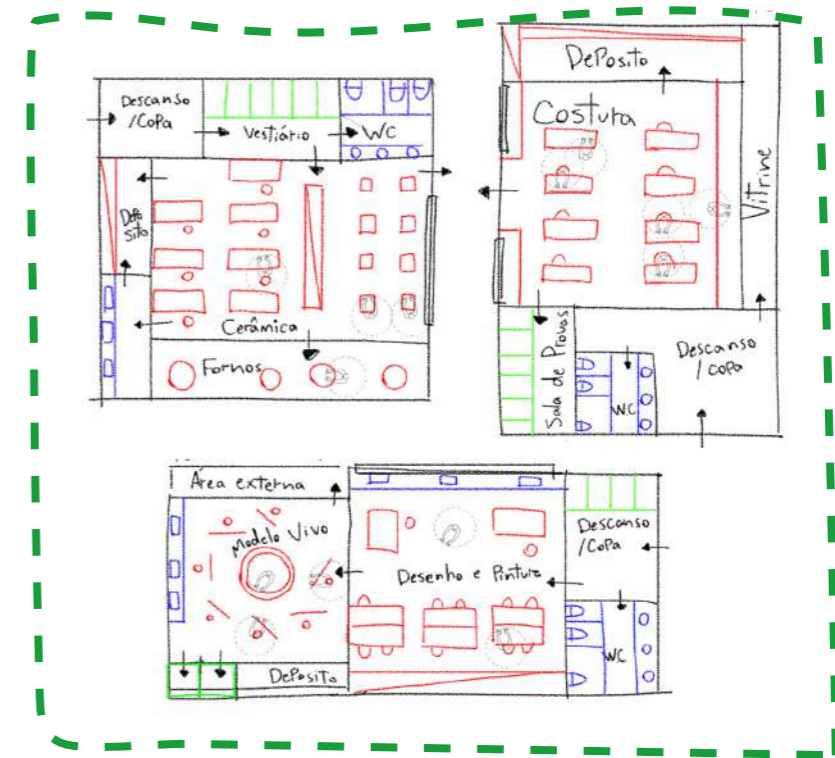 Descanso
/Copa
Vestiário
WC
Depó
sito
Cerâmica
Fornos
DePosito
Costura
Vitrine
Sala de Provas
WC
Descanso
/copa
Área externa
Modelo Vivo
DePosito
Desenho e Pintura
Descanso
/Copa
WC